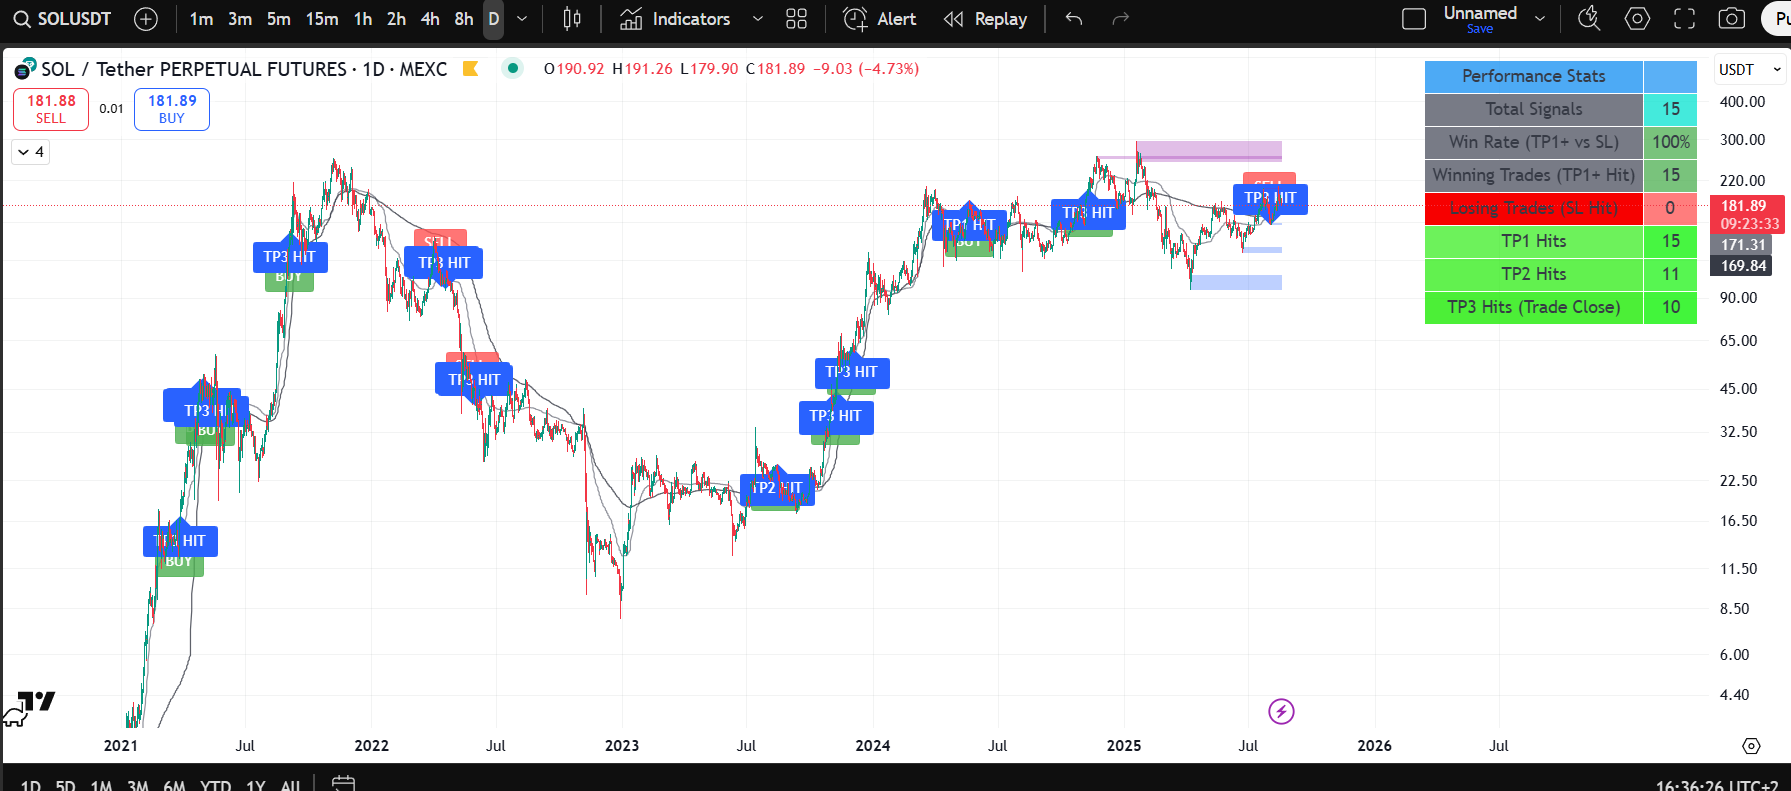 SOLUSDT 1m 3m 5m 15m 1h 2h 4h 8h D Indicators Alert Replay Unnamed
Save
SOL / Tether PERPETUAL FUTURES · 1D · MEXC O190.92 H191.26 L179.90 C181.89 −9.03 (−4.73%)
181.88
SELL
0.01
181.89
BUY
4
Performance Stats
Total Signals 15
Win Rate (TP1+ vs SL) 100%
Winning Trades (TP1+ Hit) 15
Losing Trades (SL Hit) 0
TP1 Hits 15
TP2 Hits 11
TP3 Hits (Trade Close) 10
USDT
400.00
300.00
220.00
181.89
09:23:33
171.31
169.84
90.00
65.00
45.00
32.50
22.50
16.50
11.50
8.50
6.00
4.40
HIT
BUY
TP3 HIT
TP3 HIT
BUY
SELL
TP3 HIT
TP3 HIT
TP2 HIT
TP3 HIT
TP3 HIT
TP1 HIT
BUY
TP3 HIT
SELL
TP3 HIT
2021 Jul 2022 Jul 2023 Jul 2024 Jul 2025 Jul 2026 Jul
1D 5D 1M 3M 6M YTD 1Y All
16:36:26 UTC+2